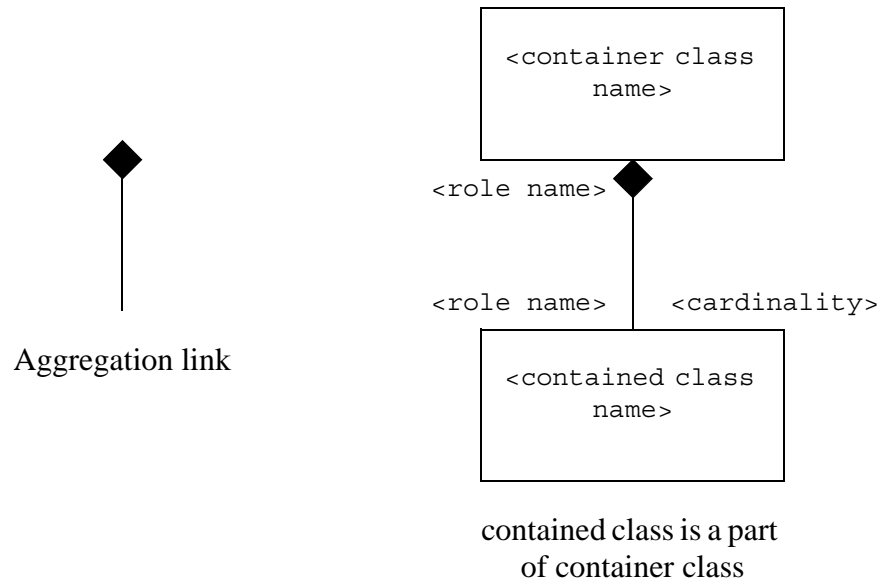 <container class
name>
<role name>
<role name>
<cardinality>
Aggregation link
<contained class
name>
contained class is a part
of container class